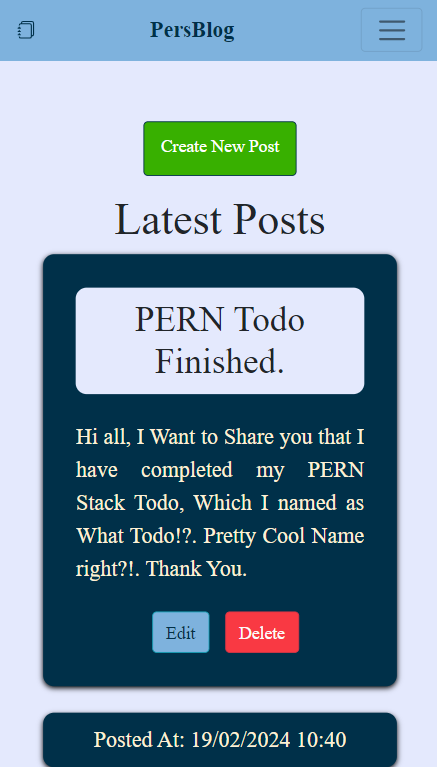 PersBlog
Create New Post
Latest Posts
PERN Todo
Finished.
Hi all, I Want to Share you that I
have completed my PERN
Stack Todo, Which I named as
What Todo!?. Pretty Cool Name
right?!. Thank You.
Edit Delete
Posted At: 19/02/2024 10:40